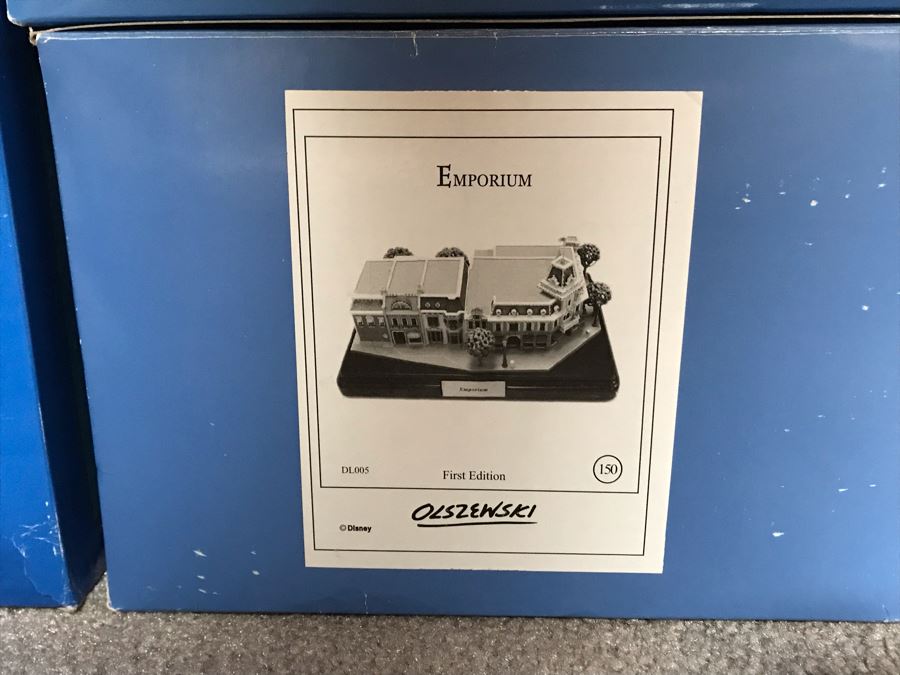 EMPORIUM
Emporium
DL005
First Edition
150
OLSZEWSKI
© Disney